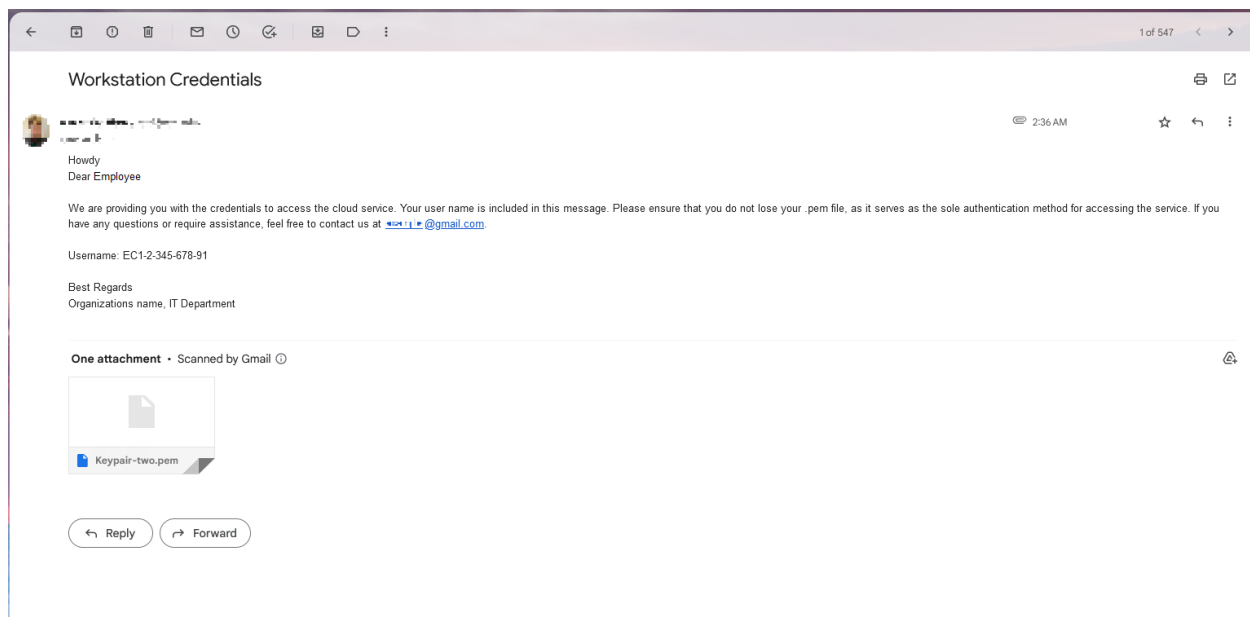 1 of 547
Workstation Credentials
2:36 AM
Howdy
Dear Employee
We are providing you with the credentials to access the cloud service. Your user name is included in this message. Please ensure that you do not lose your .pem file, as it serves as the sole authentication method for accessing the service. If you
have any questions or require assistance, feel free to contact us at @gmail.com.
Username: EC1-2-345-678-91
Best Regards
Organizations name, IT Department
One attachment • Scanned by Gmail
Keypair-two.pem
Reply Forward